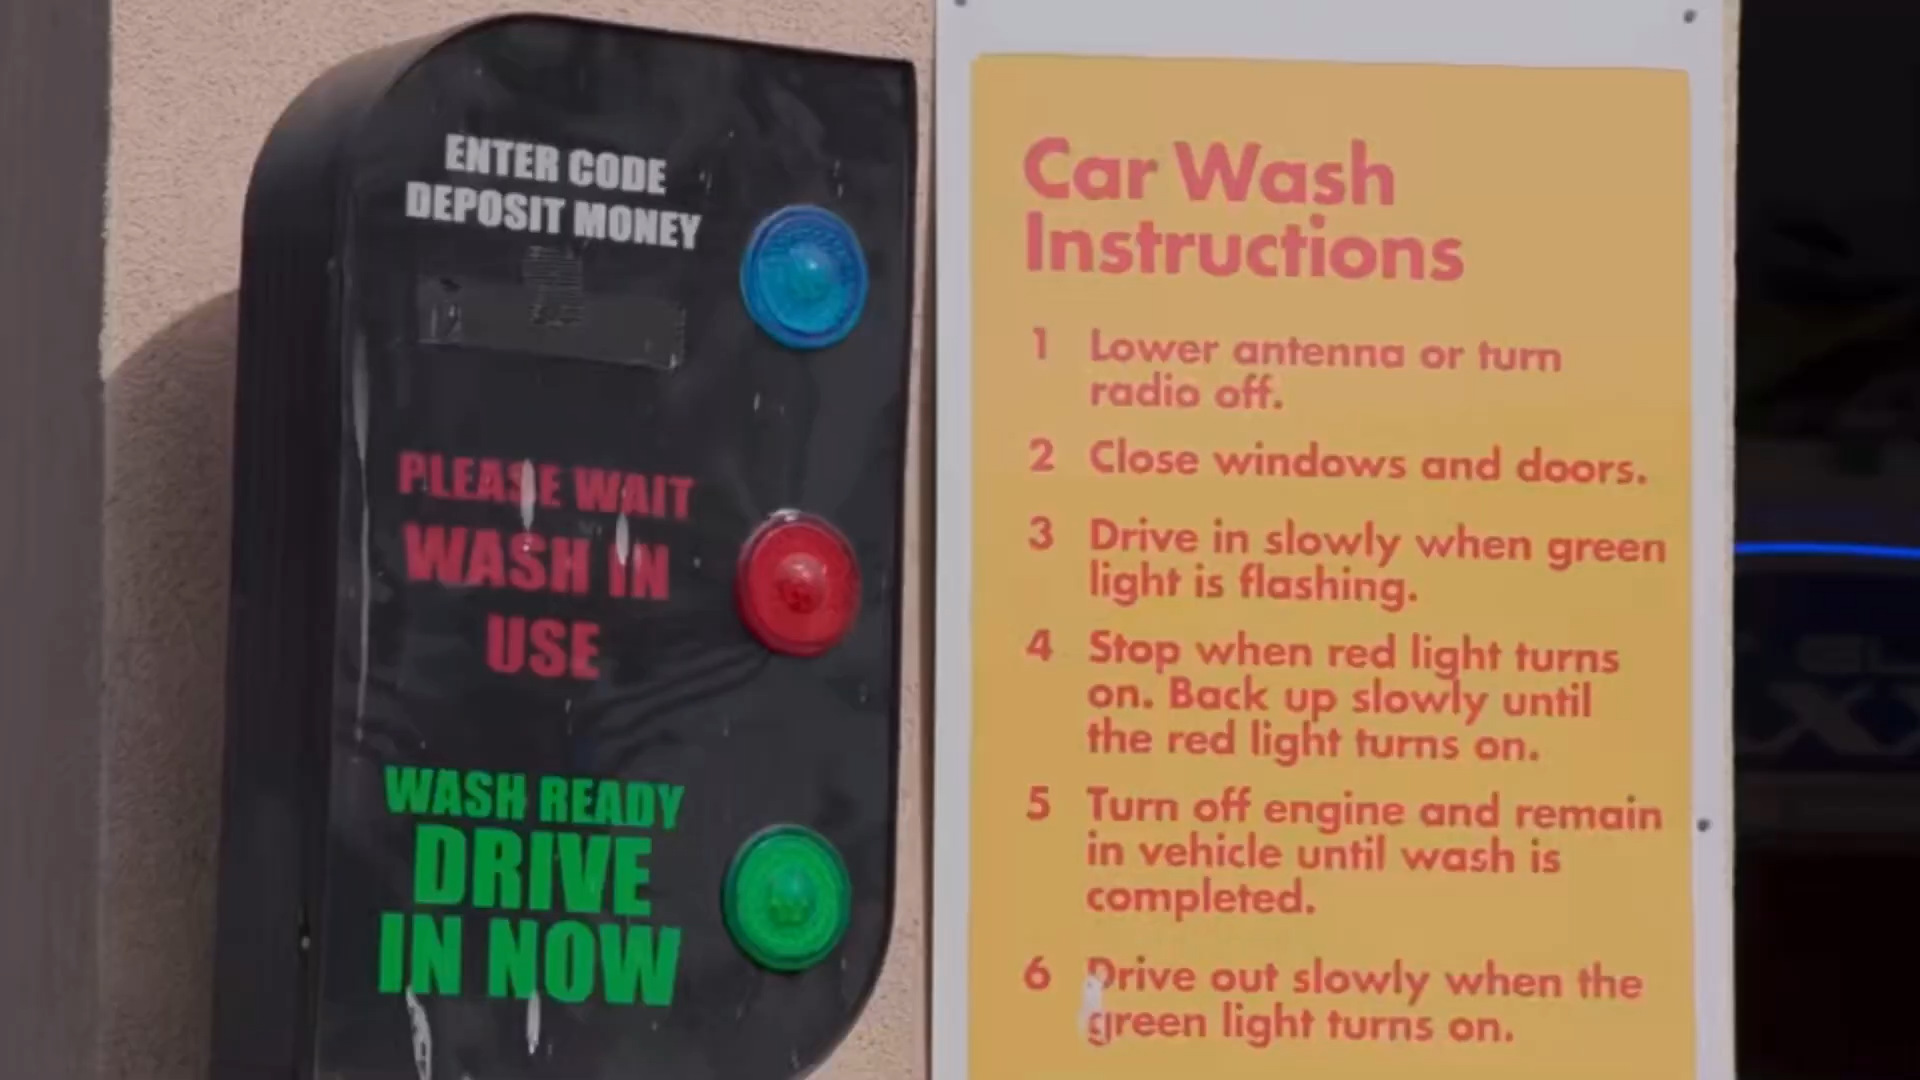 ENTER CODE
DEPOSIT MONEY
PLEASE WAIT
WASH IN
USE
WASH READY
DRIVE
IN NOW
Car Wash
Instructions
1 Lower antenna or turn
radio off.
2 Close windows and doors.
3 Drive in slowly when green
light is flashing.
4 Stop when red light turns
on. Back up slowly until
the red light turns on.
5 Turn off engine and remain
in vehicle until wash is
completed.
6 Drive out slowly when the
green light turns on.